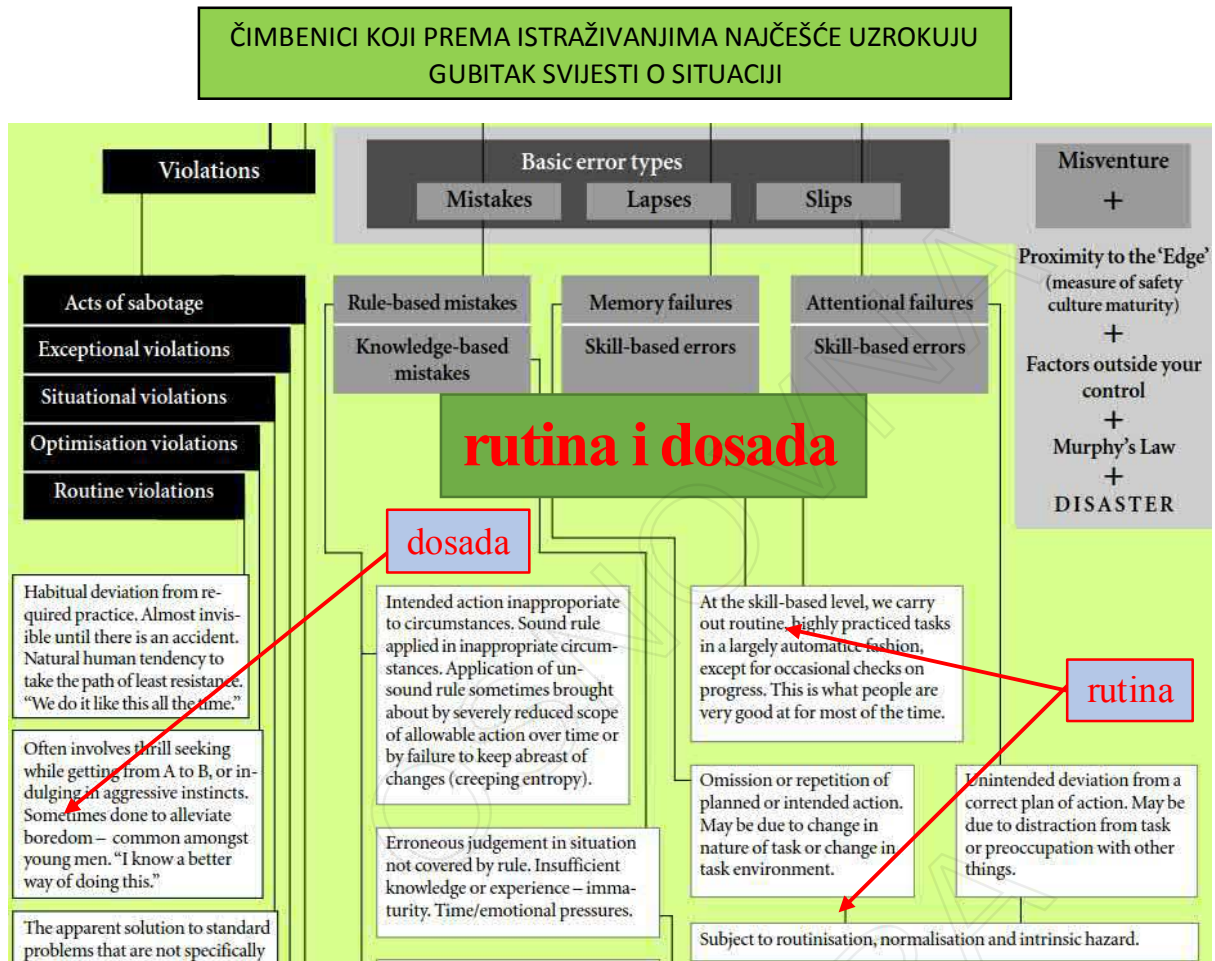 ČIMBENICI KOJI PREMA ISTRAŽIVANJIMA NAJČEŠĆE UZROKUJU
GUBITAK SVIJESTI O SITUACIJI
Violations
Basic error types
Mistakes
Lapses
Slips
Misventure
+
Proximity to the ‘Edge’
(measure of safety
culture maturity)
+
Factors outside your
control
+
Murphy’s Law
+
DISASTER
Acts of sabotage
Exceptional violations
Situational violations
Optimisation violations
Routine violations
Rule-based mistakes
Knowledge-based
mistakes
Memory failures
Skill-based errors
Attentional failures
Skill-based errors
rutina i dosada
dosada
rutina
Habitual deviation from re-
quired practice. Almost invis-
ible until there is an accident.
Natural human tendency to
take the path of least resistance.
“We do it like this all the time.”
Often involves thrill seeking
while getting from A to B, or in-
dulging in aggressive instincts.
Sometimes done to alleviate
boredom – common amongst
young men. “I know a better
way of doing this.”
The apparent solution to standard
problems that are not specifically
Intended action inapproporiate
to circumstances. Sound rule
applied in inappropriate circum-
stances. Application of un-
sound rule sometimes brought
about by severely reduced scope
of allowable action over time or
by failure to keep abreast of
changes (creeping entropy).
Erroneous judgement in situation
not covered by rule. Insufficient
knowledge or experience – imma-
turity. Time/emotional pressures.
At the skill-based level, we carry
out routine, highly practiced tasks
in a largely automatice fashion,
except for occasional checks on
progress. This is what people are
very good at for most of the time.
Omission or repetition of
planned or intended action.
May be due to change in
nature of task or change in
task environment.
Unintended deviation from a
correct plan of action. May be
due to distraction from task
or preoccupation with other
things.
Subject to routinisation, normalisation and intrinsic hazard.